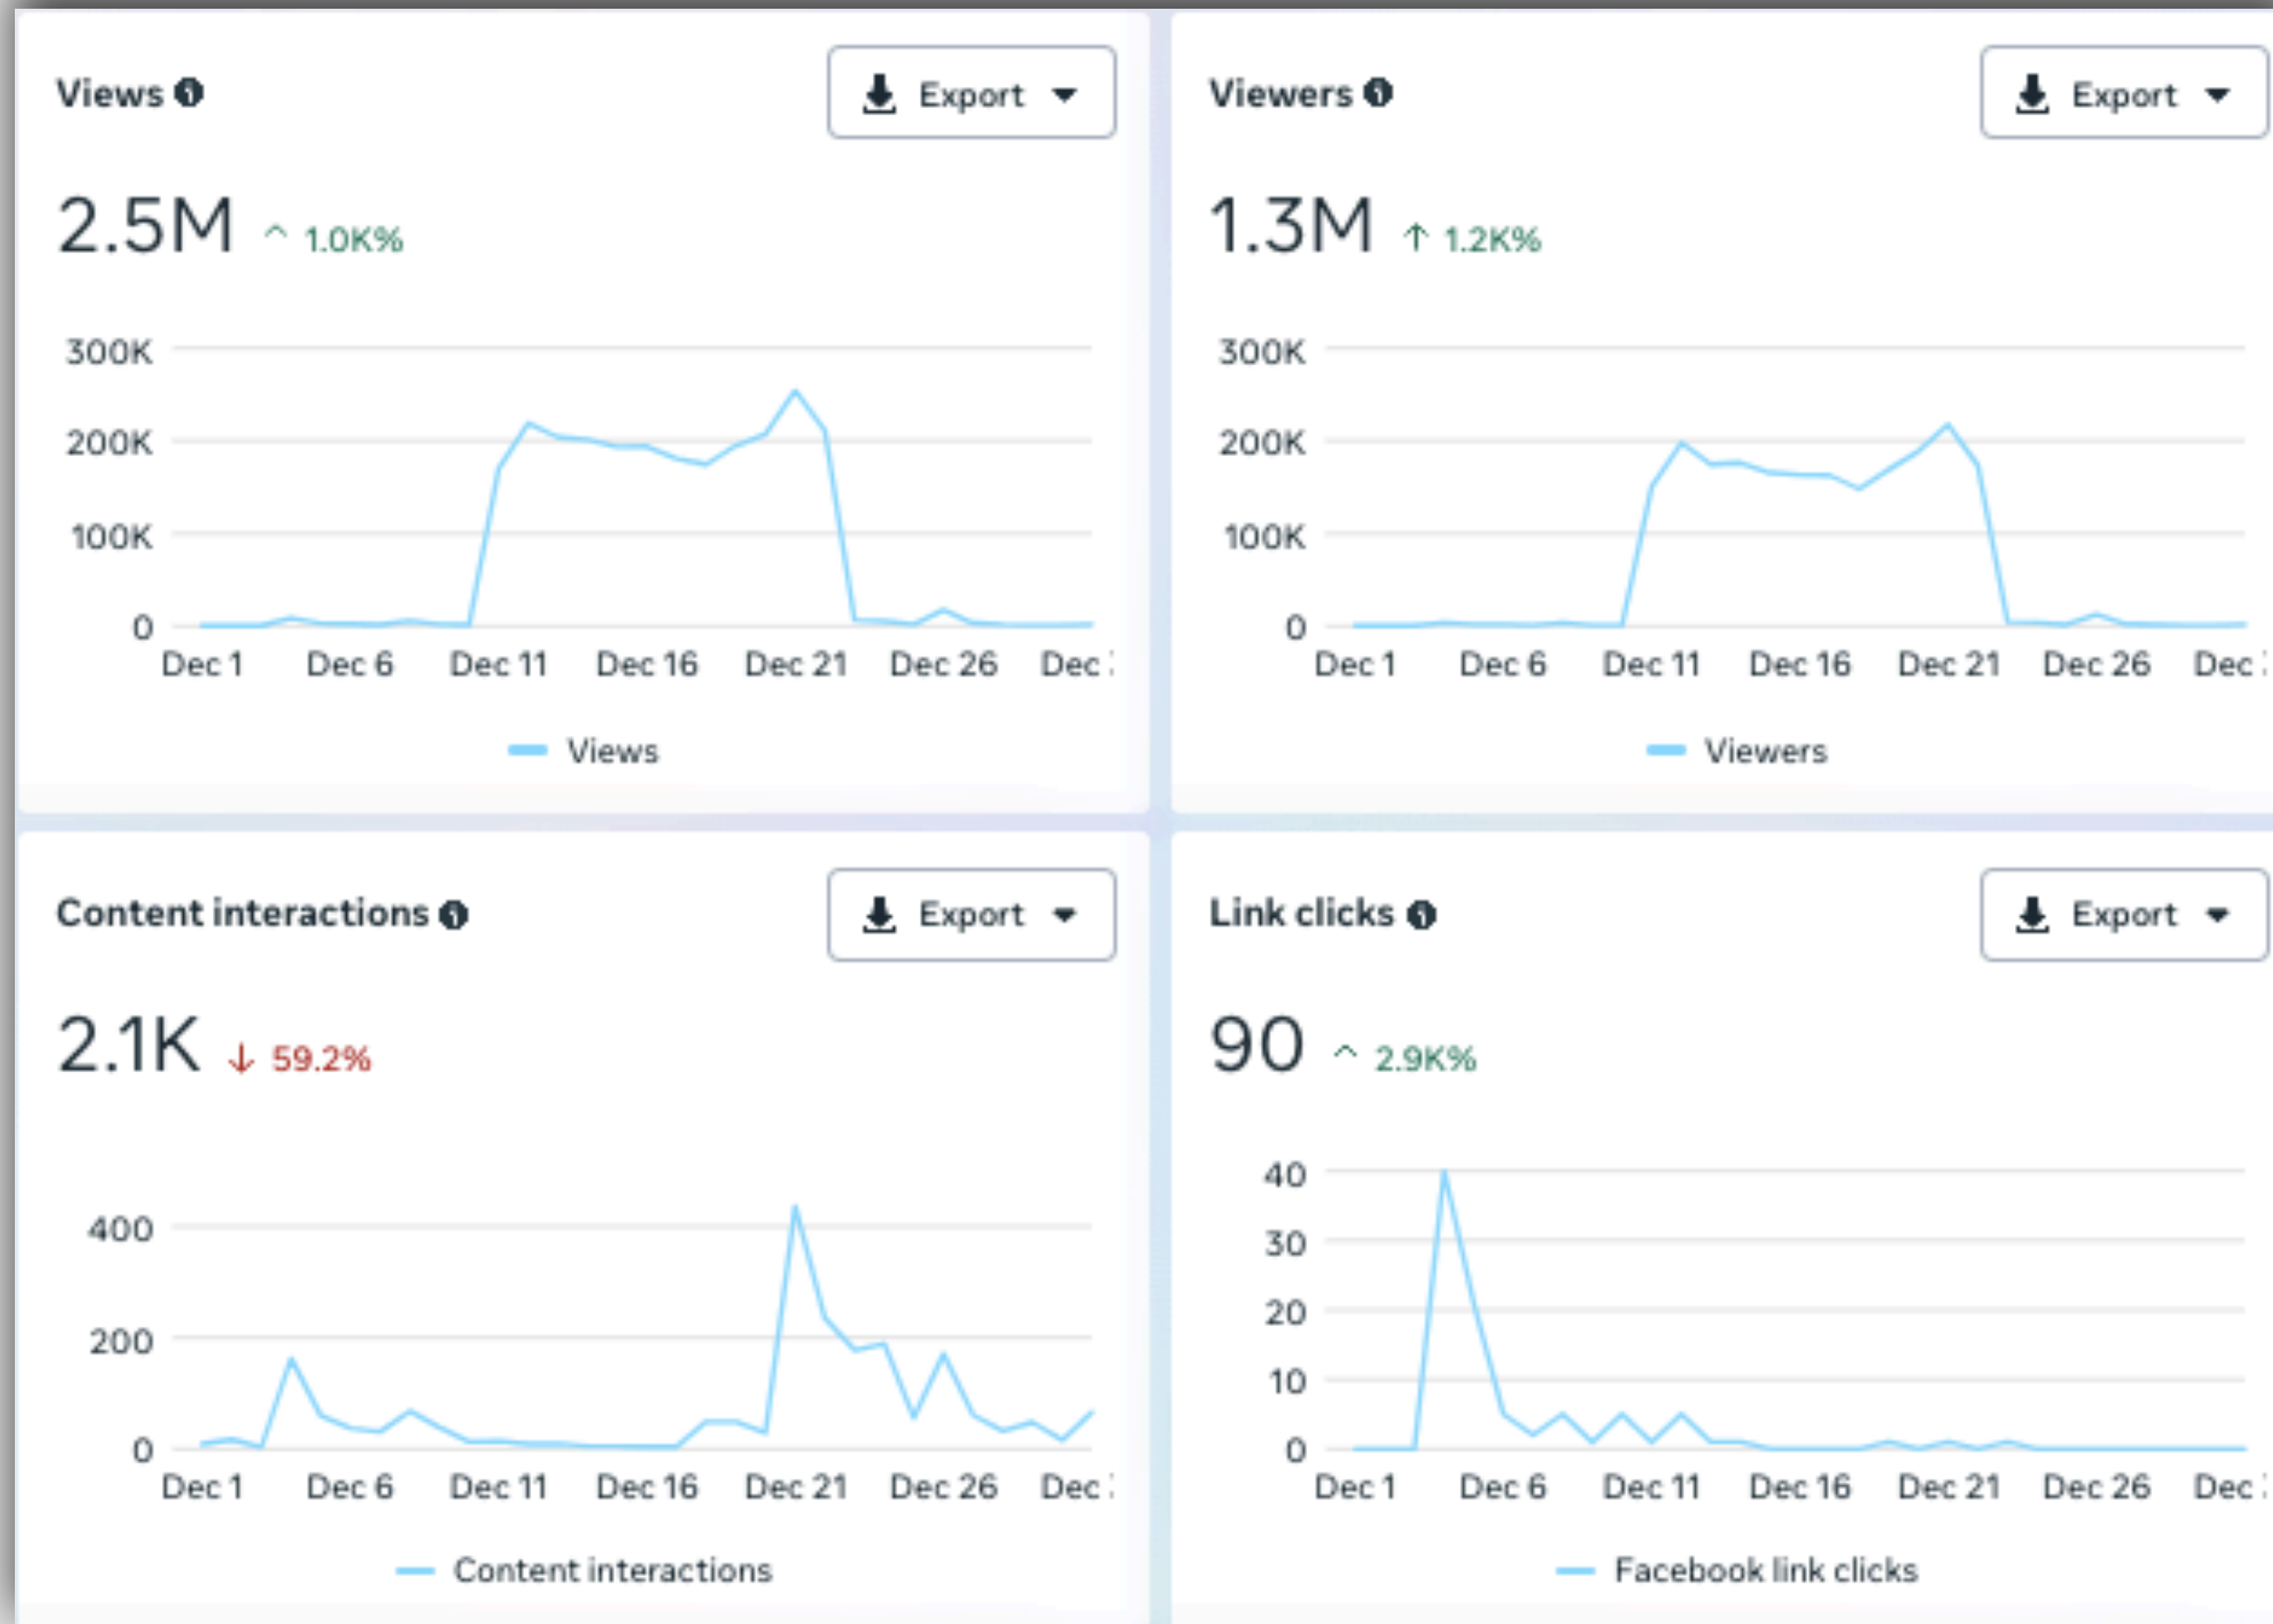 Views
Export
2.5M 1.0K%
300K
200K
100K
0
Dec 1 Dec 6 Dec 11 Dec 16 Dec 21 Dec 26 Dec
Views
Viewers
Export
1.3M ↑ 1.2K%
300K
200K
100K
0
Dec 1 Dec 6 Dec 11 Dec 16 Dec 21 Dec 26 Dec
Viewers
Content interactions
Export
2.1K ↓ 59.2%
400
200
0
Dec 1 Dec 6 Dec 11 Dec 16 Dec 21 Dec 26 Dec
Content interactions
Link clicks
Export
90 2.9K%
40
30
20
10
0
Dec 1 Dec 6 Dec 11 Dec 16 Dec 21 Dec 26 Dec
Facebook link clicks